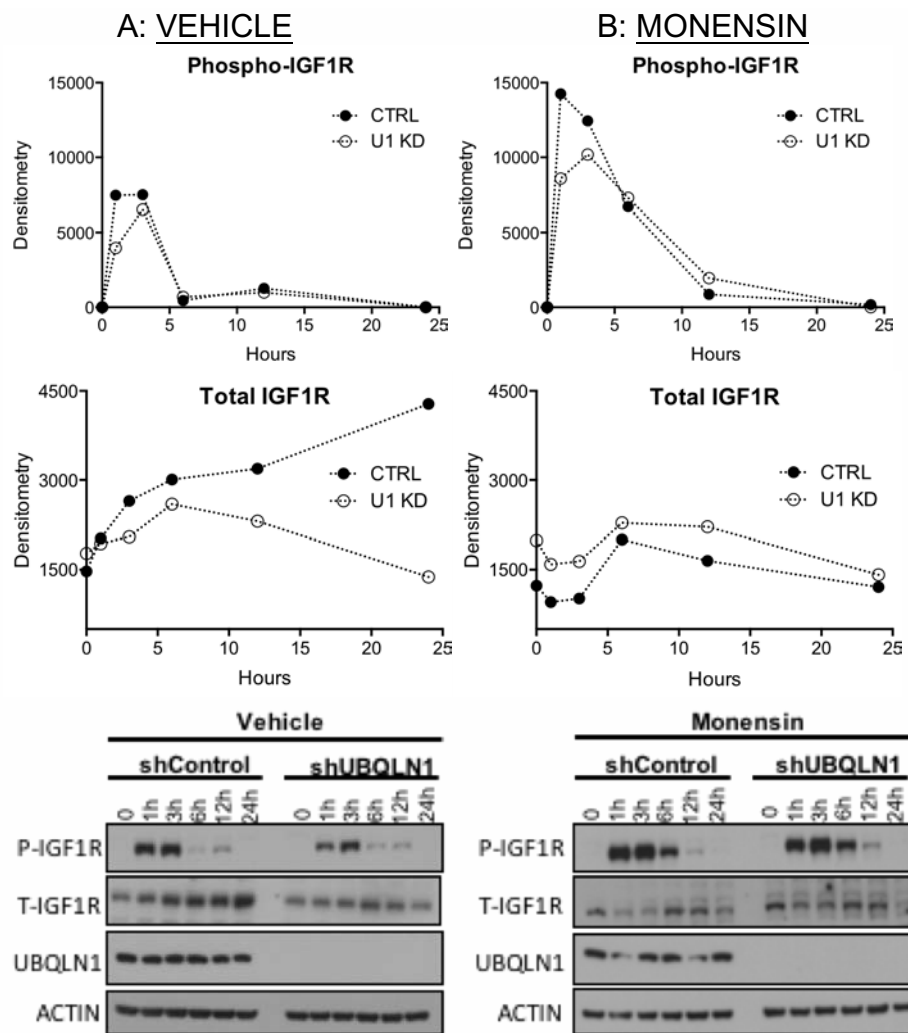 A: VEHICLE
Phospho-IGF1R
15000
10000
5000
0
Densitometry
CTRL
U1 KD
0 5 10 15 20 25
Hours
B: MONENSIN
Phospho-IGF1R
15000
10000
5000
0
Densitometry
CTRL
U1 KD
0 5 10 15 20 25
Hours
Total IGF1R
4500
3000
1500
Densitometry
CTRL
U1 KD
0 5 10 15 20 25
Hours
Total IGF1R
4500
3000
1500
Densitometry
CTRL
U1 KD
0 5 10 15 20 25
Hours
Vehicle
shControl shUBQLN1
0 1h 3h 6h 12h 24h 0 1h 3h 6h 12h 24h
P-IGF1R
T-IGF1R
UBQLN1
ACTIN
Monensin
shControl shUBQLN1
0 1h 3h 6h 12h 24h 0 1h 3h 6h 12h 24h
P-IGF1R
T-IGF1R
UBQLN1
ACTIN